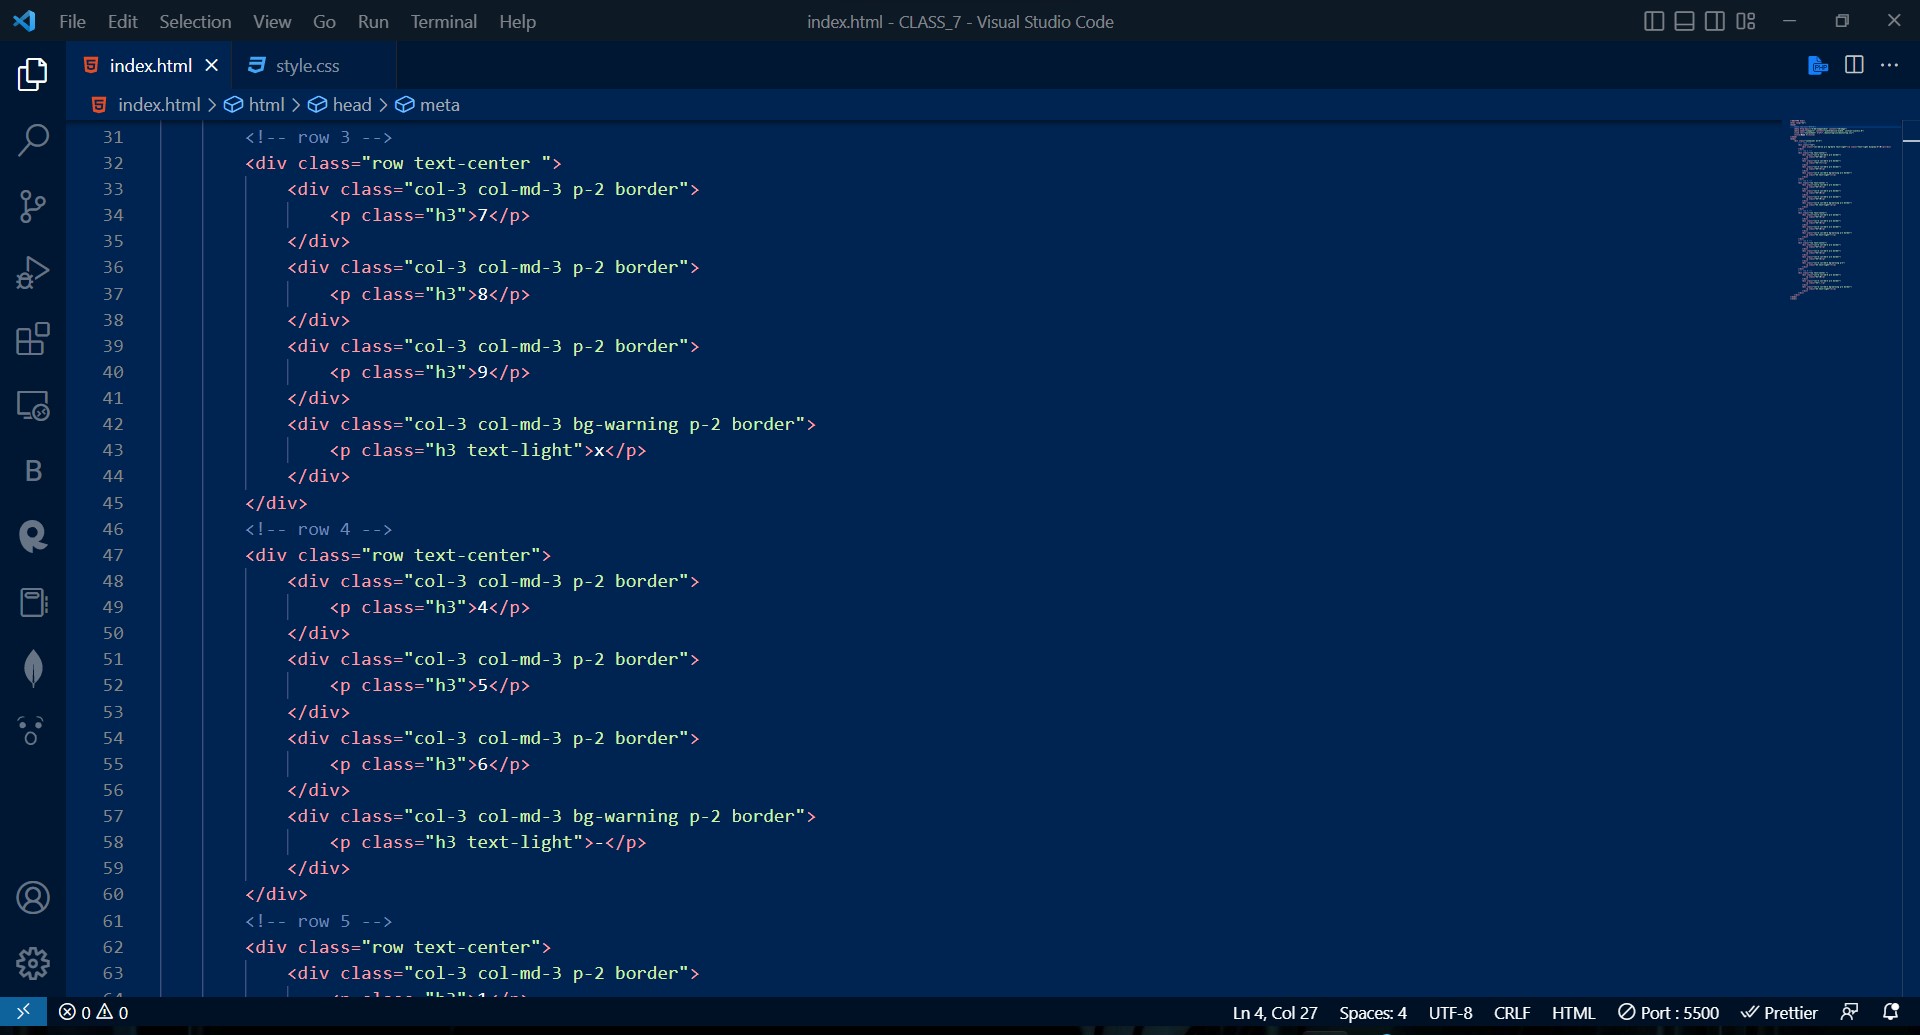 File Edit Selection View Go Run Terminal Help index.html - CLASS_7 - Visual Studio Code
index.html style.css
index.html > html > head > meta
31 <!-- row 3 -->
32 <div class="row text-center ">
33 <div class="col-3 col-md-3 p-2 border">
34 <p class="h3">7</p>
35 </div>
36 <div class="col-3 col-md-3 p-2 border">
37 <p class="h3">8</p>
38 </div>
39 <div class="col-3 col-md-3 p-2 border">
40 <p class="h3">9</p>
41 </div>
42 <div class="col-3 col-md-3 bg-warning p-2 border">
43 <p class="h3 text-light">x</p>
44 </div>
45 </div>
46 <!-- row 4 -->
47 <div class="row text-center">
48 <div class="col-3 col-md-3 p-2 border">
49 <p class="h3">4</p>
50 </div>
51 <div class="col-3 col-md-3 p-2 border">
52 <p class="h3">5</p>
53 </div>
54 <div class="col-3 col-md-3 p-2 border">
55 <p class="h3">6</p>
56 </div>
57 <div class="col-3 col-md-3 bg-warning p-2 border">
58 <p class="h3 text-light">-</p>
59 </div>
60 </div>
61 <!-- row 5 -->
62 <div class="row text-center">
63 <div class="col-3 col-md-3 p-2 border">
64 <p class="h3">1</p>
B
0 0 Ln 4, Col 27 Spaces: 4 UTF-8 CRLF HTML Port : 5500 Prettier